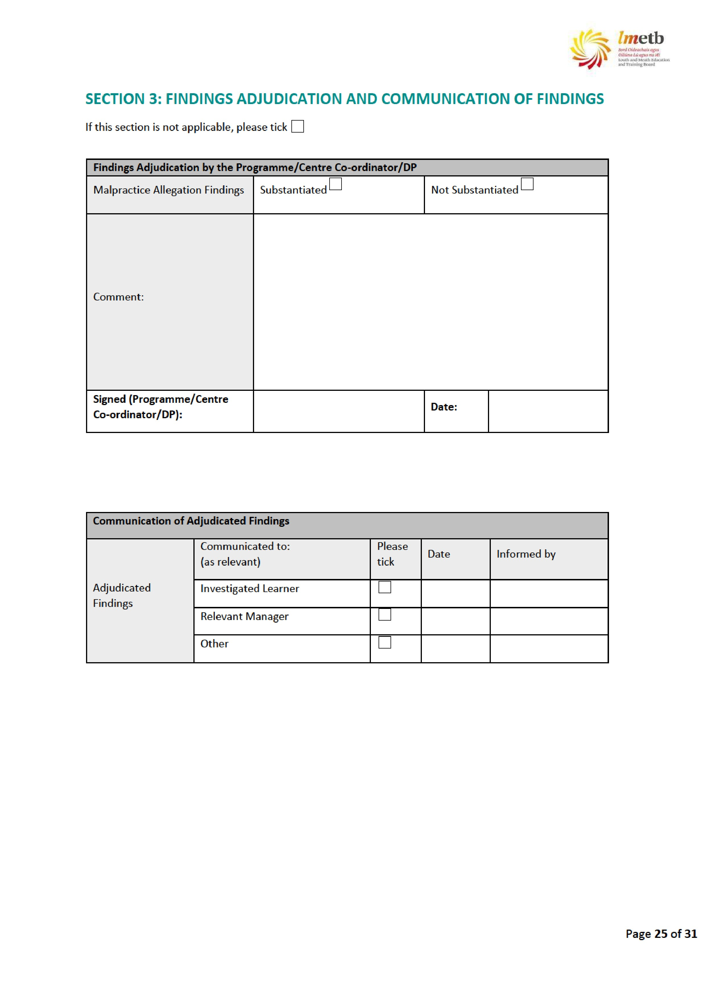 lmetb
Bord Oideachais agus
Oiliúna Lú agus na Mí
Louth and Meath Education
and Training Board
SECTION 3: FINDINGS ADJUDICATION AND COMMUNICATION OF FINDINGS
If this section is not applicable, please tick
Findings Adjudication by the Programme/Centre Co-ordinator/DP
Malpractice Allegation Findings
Substantiated
Not Substantiated
Comment:
Signed (Programme/Centre
Co-ordinator/DP):
Date:
Communication of Adjudicated Findings
Adjudicated
Findings
Communicated to:
(as relevant)
Please
tick
Date
Informed by
Investigated Learner
Relevant Manager
Other
Page 25 of 31